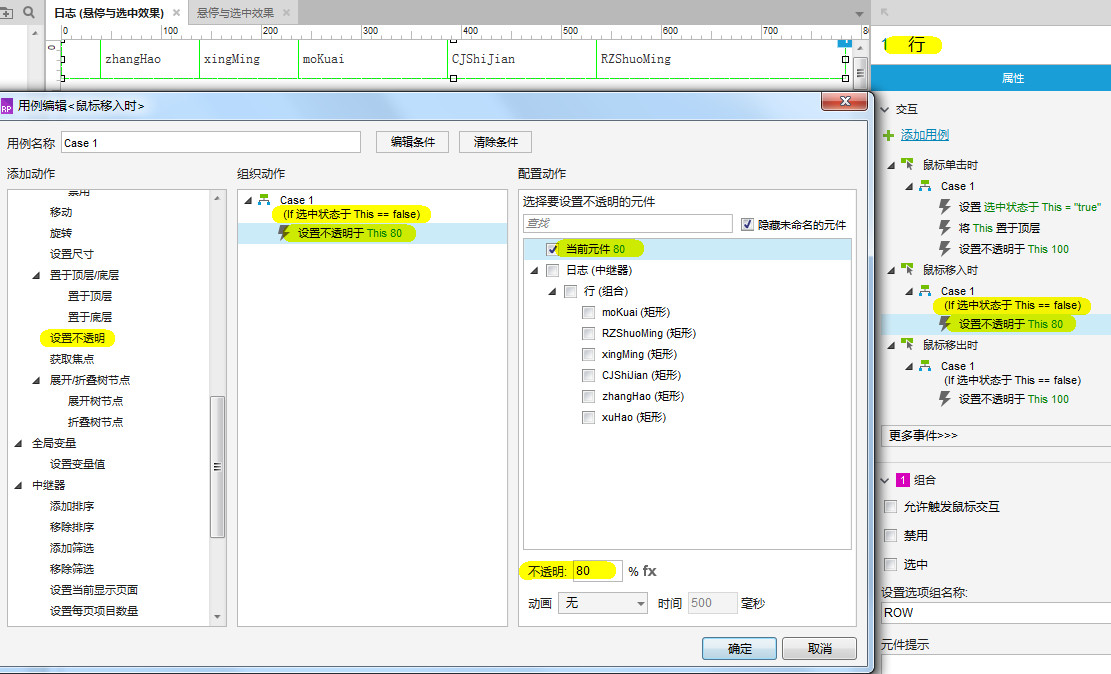 日志 (悬停与选中效果)
悬停与选中效果
0 100 200 300 400 500 600 700 80
0
zhangHao xingMing moKuai CJShiJian RZShuoMing
1 行
属性
交互
添加用例
鼠标单击时
Case 1
设置 选中状态于 This = "true"
将 This 置于顶层
设置不透明于 This 100
鼠标移入时
Case 1
(If 选中状态于 This == false)
设置不透明于 This 80
鼠标移出时
Case 1
(If 选中状态于 This == false)
设置不透明于 This 100
更多事件>>>
1 组合
允许触发鼠标交互
禁用
选中
设置选项组名称:
ROW
元件提示
RP 用例编辑<鼠标移入时>
用例名称 Case 1 编辑条件 清除条件
添加动作
禁用
移动
旋转
设置尺寸
置于顶层/底层
置于顶层
置于底层
设置不透明
获取焦点
展开/折叠树节点
展开树节点
折叠树节点
全局变量
设置变量值
中继器
添加排序
移除排序
添加筛选
移除筛选
设置当前显示页面
设置每页项目数量
组织动作
Case 1
(If 选中状态于 This == false)
设置不透明于 This 80
配置动作
选择要设置不透明的元件
查找 隐藏未命名的元件
当前元件 80
日志 (中继器)
行 (组合)
moKuai (矩形)
RZShuoMing (矩形)
xingMing (矩形)
CJShiJian (矩形)
zhangHao (矩形)
xuHao (矩形)
不透明: 80 % fx
动画 无 时间 500 毫秒
确定 取消